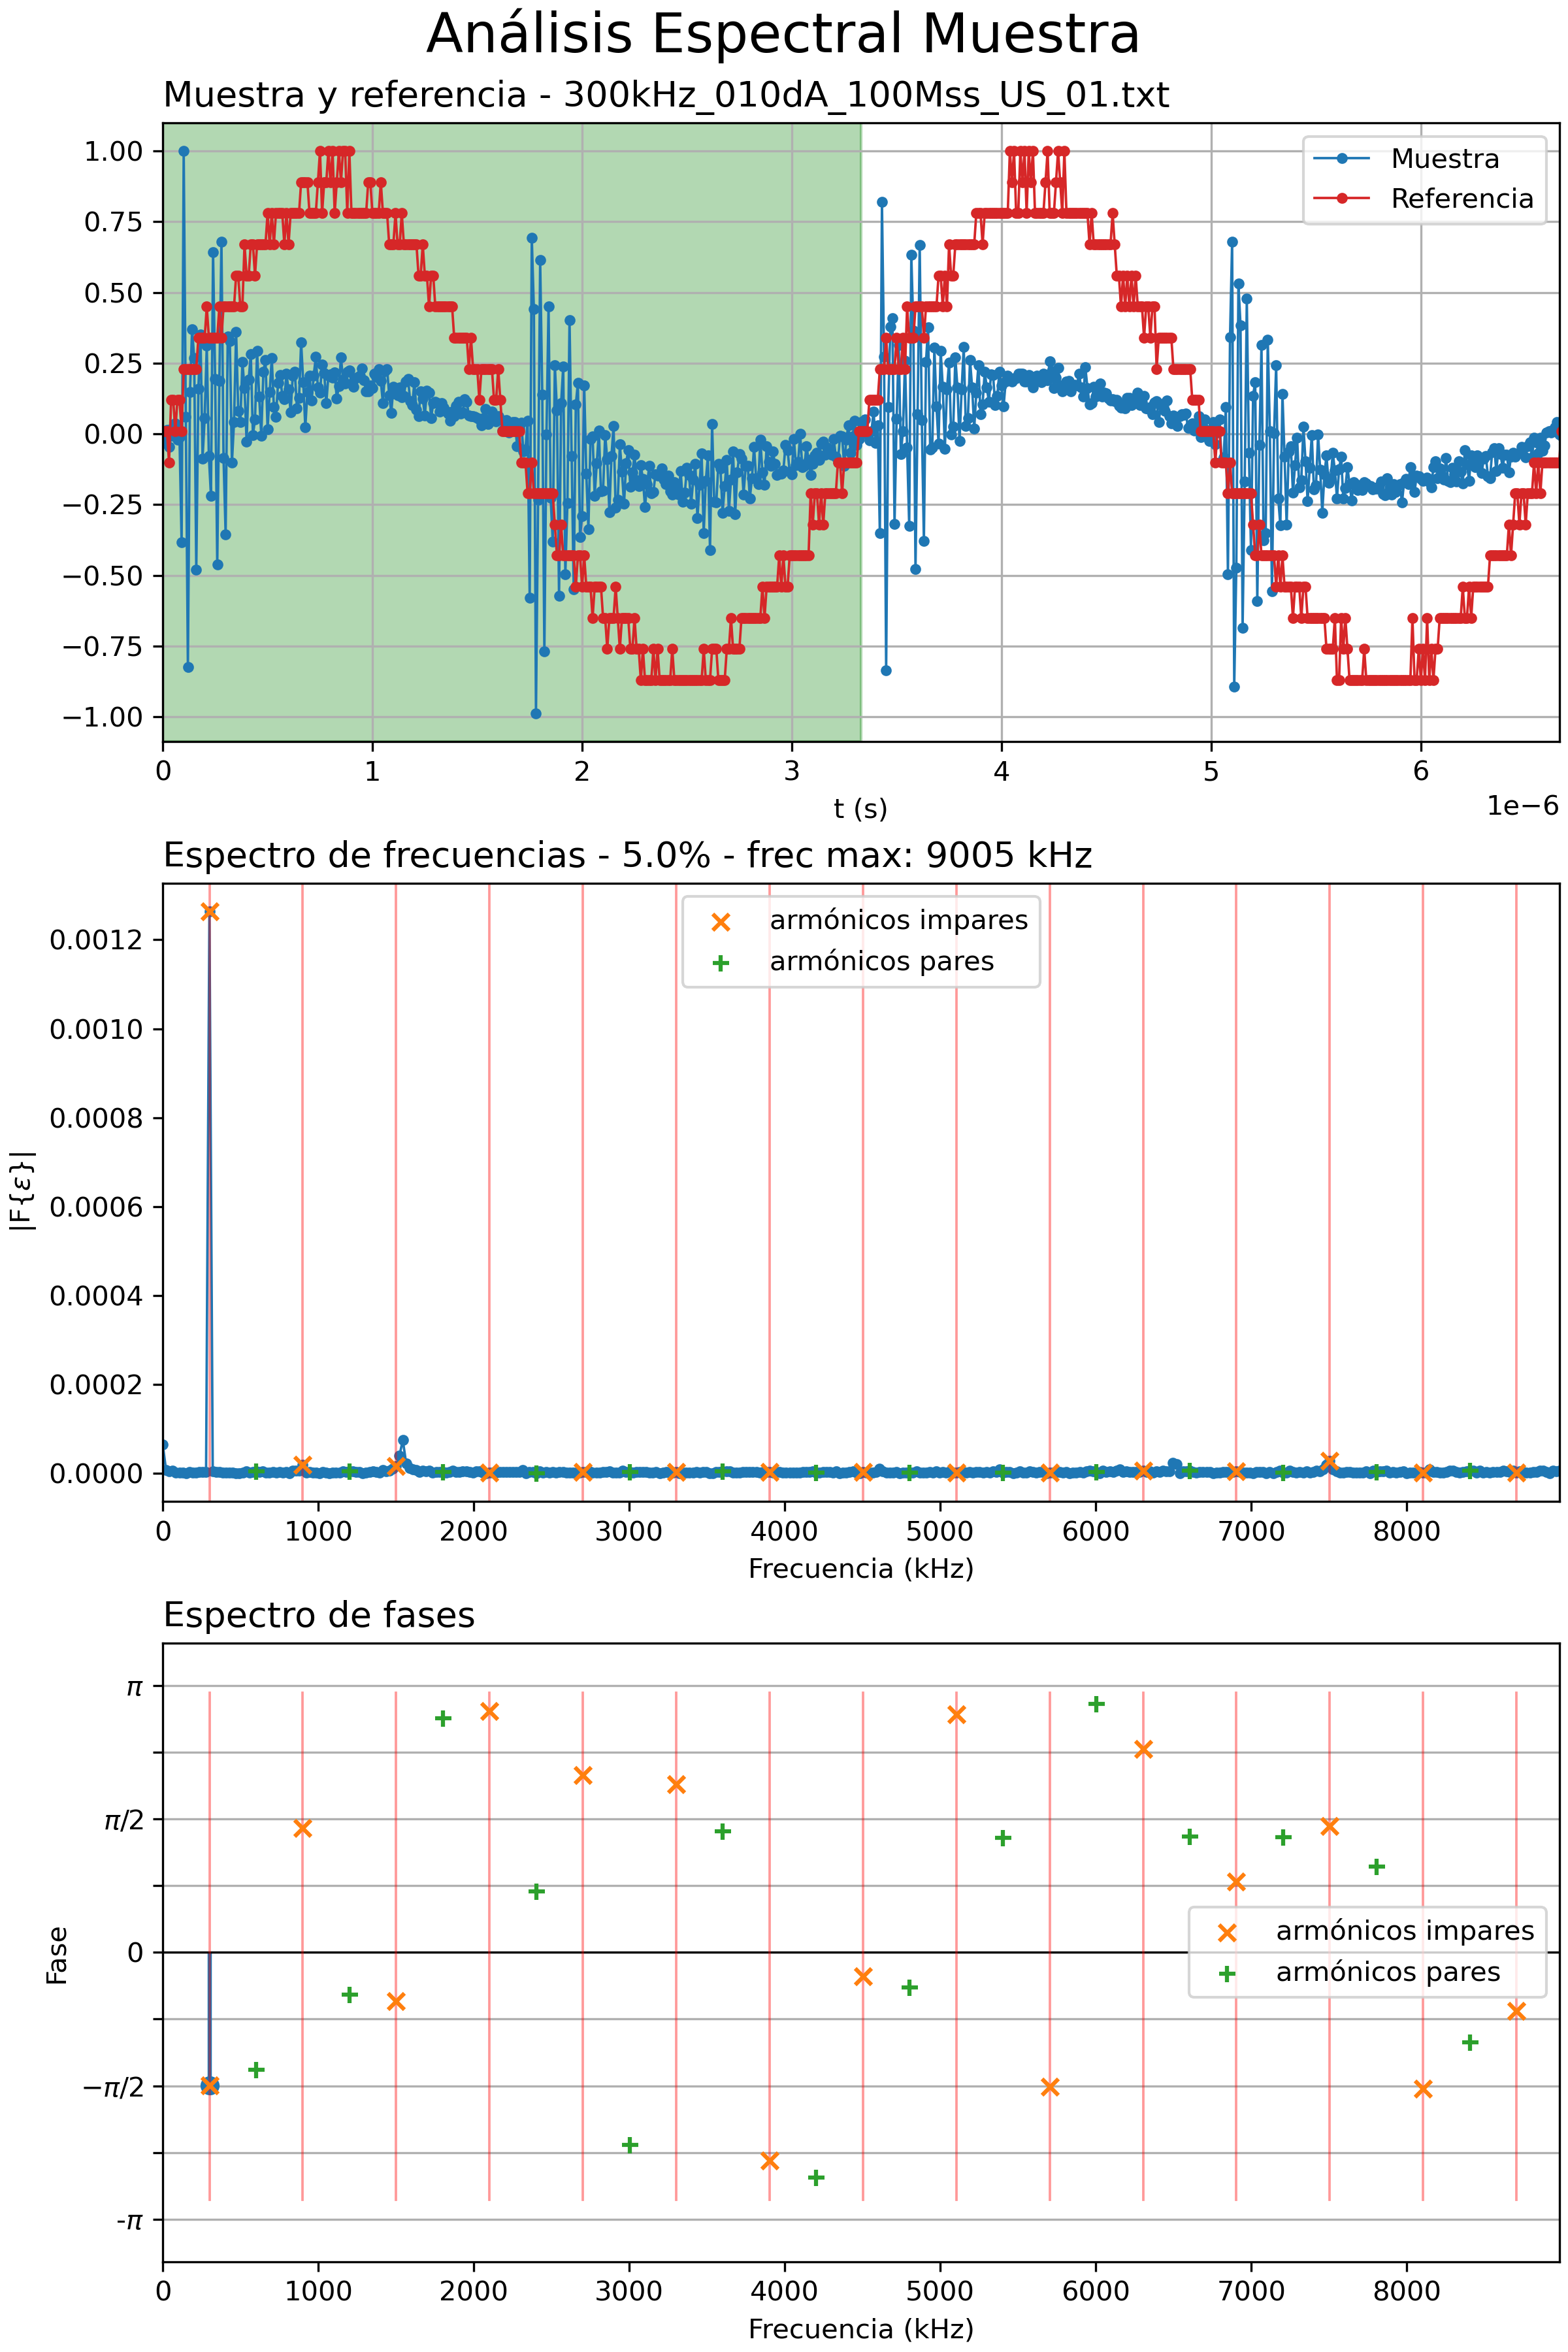 Análisis Espectral Muestra
Muestra y referencia - 300kHz_010dA_100Mss_US_01.txt
Muestra
Referencia
1.00
0.75
0.50
0.25
0.00
−0.25
−0.50
−0.75
−1.00
0 1 2 3 4 5 6
t (s)
1e−6
Espectro de frecuencias - 5.0% - frec max: 9005 kHz
armónicos impares
armónicos pares
0.0012
0.0010
0.0008
0.0006
0.0004
0.0002
0.0000
|F{ε}|
0 1000 2000 3000 4000 5000 6000 7000 8000
Frecuencia (kHz)
Espectro de fases
π
π/2
0
−π/2
-π
Fase
armónicos impares
armónicos pares
0 1000 2000 3000 4000 5000 6000 7000 8000
Frecuencia (kHz)